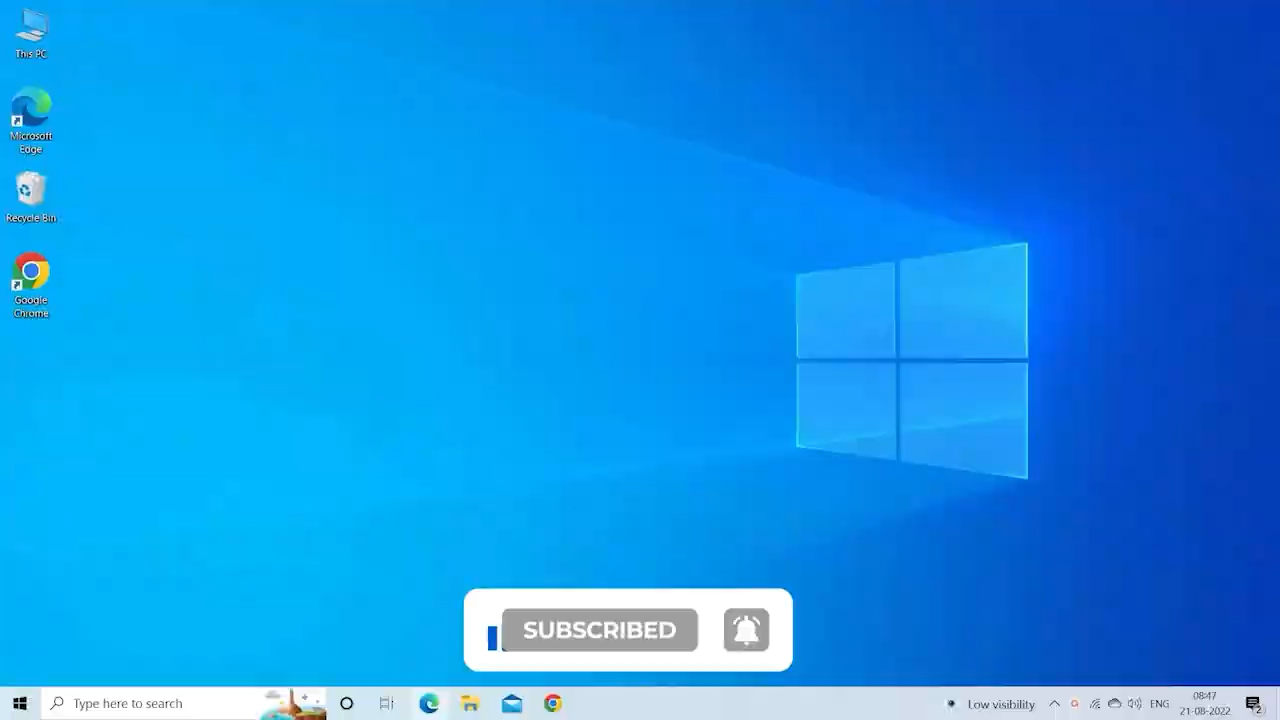 This PC
Microsoft
Edge
Recycle Bin
Google
Chrome
SUBSCRIBED
Type here to search
Low visibility
ENG
08:47
21-08-2022
2